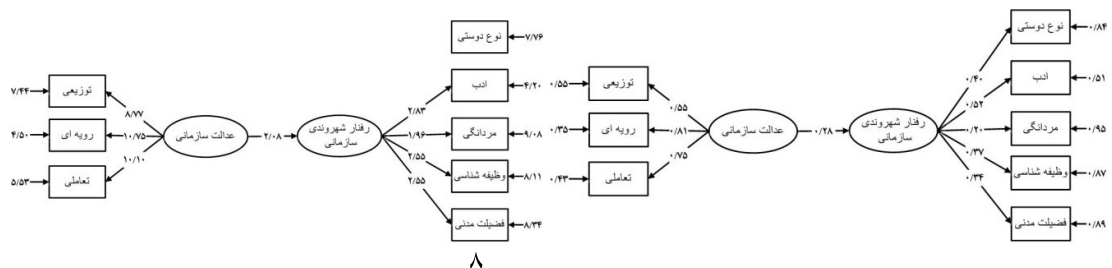 نوع دوستی
۷/۷۶
ادب
۴/۲۰
۲/۸۳
توزیعی
۷/۴۴
۸/۷۷
رویه ای
۴/۵۰
۱۰/۷۵
عدالت سازمانی
۲/۰۸
رفتار شهروندی
سازمانی
۱/۹۶
مردانگی
۹/۰۸
تعاملی
۵/۵۳
۱۰/۱۰
۲/۵۵
وظیفه شناسی
۸/۱۱
۲/۵۵
فضیلت مدنی
۸/۳۴
۸
نوع دوستی
۰/۸۴
۰/۴۰
ادب
۰/۵۱
۰/۵۲
توزیعی
۰/۵۵
۰/۵۵
رویه ای
۰/۳۵
۰/۸۱
عدالت سازمانی
۰/۲۸
رفتار شهروندی
سازمانی
۰/۲۰
مردانگی
۰/۹۵
تعاملی
۰/۴۳
۰/۷۵
۰/۳۷
وظیفه شناسی
۰/۸۷
۰/۳۴
فضیلت مدنی
۰/۸۹